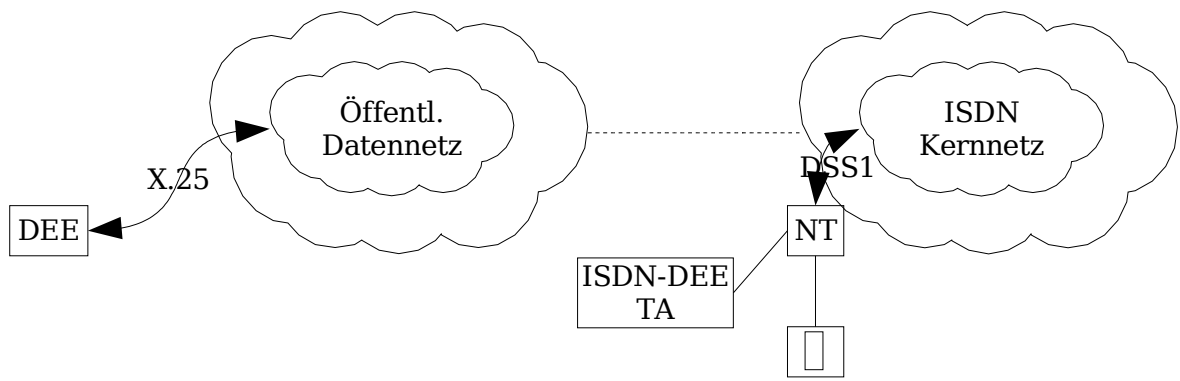 Öffentl.
Datennetz
ISDN
Kernnetz
X.25
DSS1
DEE
NT
ISDN-DEE
TA